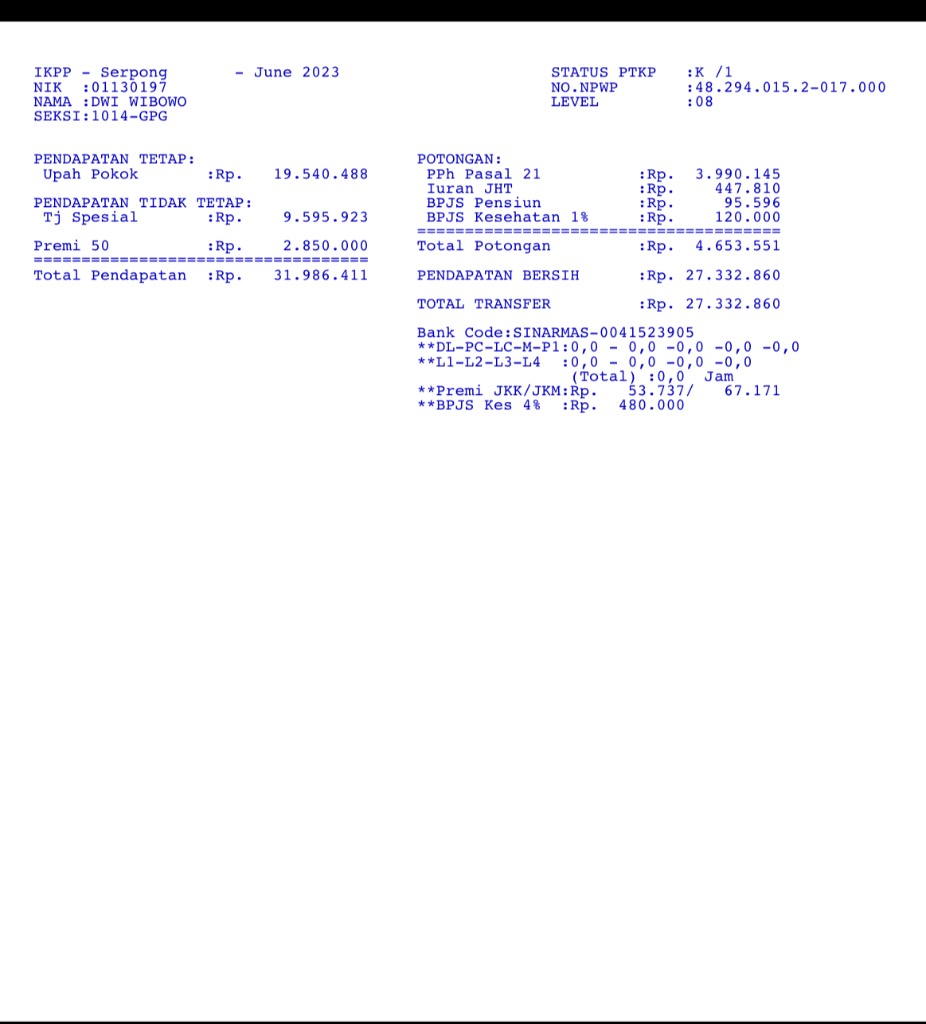 IKPP - Serpong - June 2023
NIK :01130197
NAMA :DWI WIBOWO
SEKSI:1014-GPG
STATUS PTKP :K /1
NO.NPWP :48.294.015.2-017.000
LEVEL :08
PENDAPATAN TETAP:
Upah Pokok :Rp. 19.540.488
PENDAPATAN TIDAK TETAP:
Tj Spesial :Rp. 9.595.923
Premi 50 :Rp. 2.850.000
===================================
Total Pendapatan :Rp. 31.986.411
POTONGAN:
PPh Pasal 21 :Rp. 3.990.145
Iuran JHT :Rp. 447.810
BPJS Pensiun :Rp. 95.596
BPJS Kesehatan 1% :Rp. 120.000
======================================
Total Potongan :Rp. 4.653.551
PENDAPATAN BERSIH :Rp. 27.332.860
TOTAL TRANSFER :Rp. 27.332.860
Bank Code:SINARMAS-0041523905
**DL-PC-LC-M-P1:0,0 - 0,0 -0,0 -0,0 -0,0
**L1-L2-L3-L4 :0,0 - 0,0 -0,0 -0,0
(Total) :0,0 Jam
**Premi JKK/JKM:Rp. 53.737/ 67.171
**BPJS Kes 4% :Rp. 480.000